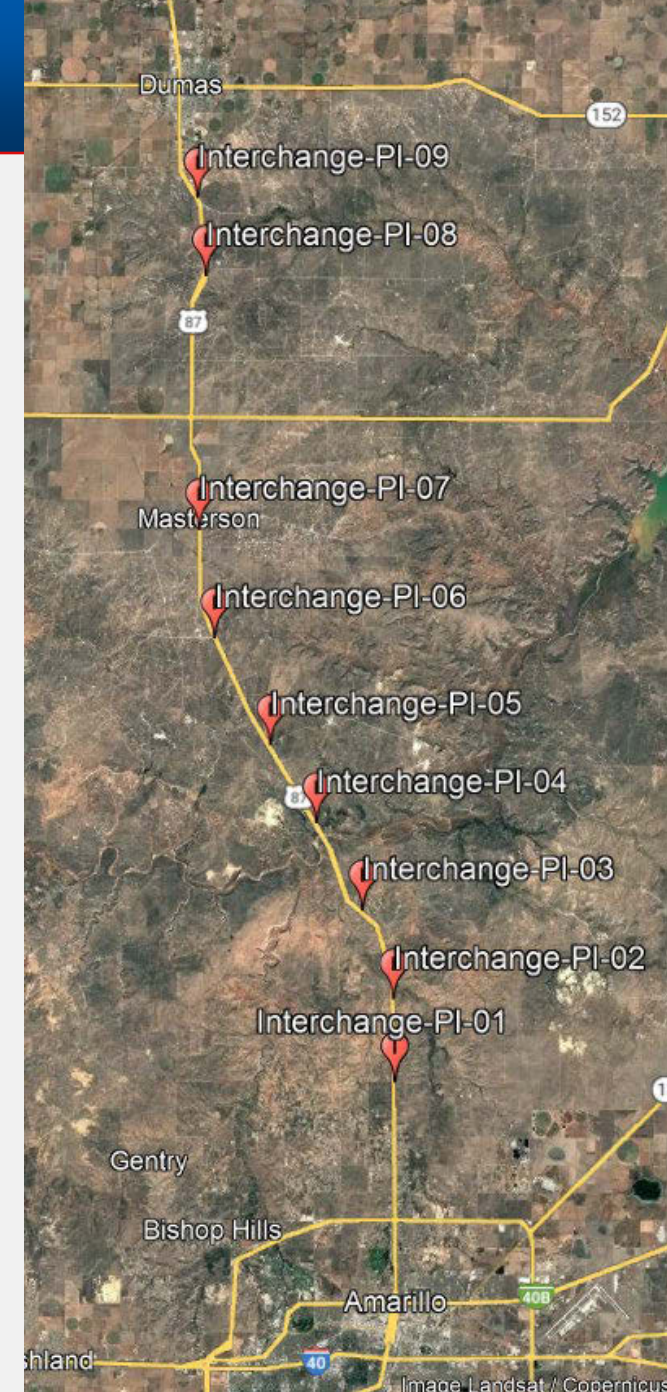 Dumas
152
Interchange-PI-09
Interchange-PI-08
87
Interchange-PI-07
Masterson
Interchange-PI-06
Interchange-PI-05
Interchange-PI-04
87
Interchange-PI-03
Interchange-PI-02
Interchange-PI-01
1
Gentry
Bishop Hills
40B
Amarillo
hland
40
Image Landsat / Copernicus